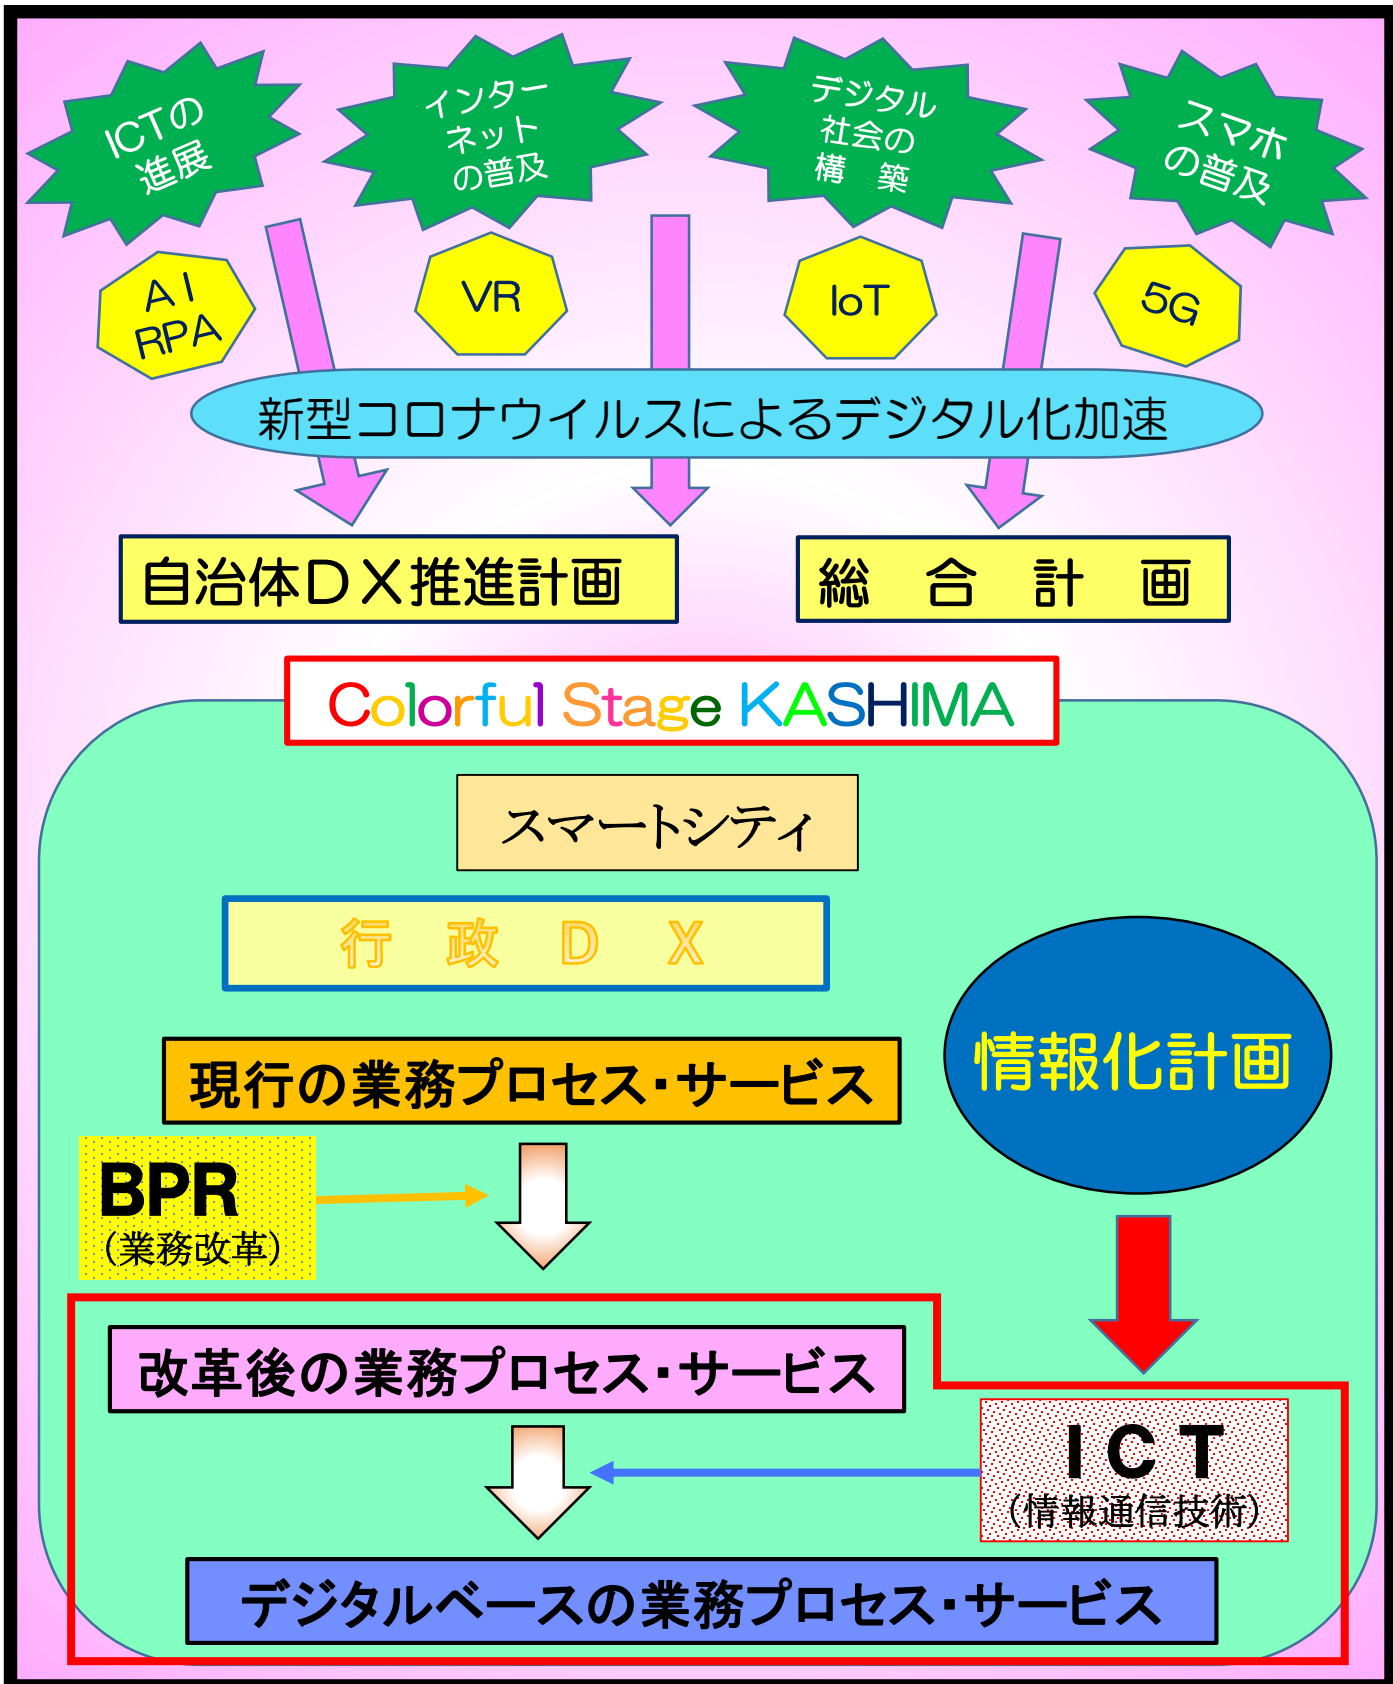 ICTの
進展
インター
ネット
の普及
デジタル
社会の
構　築
スマホ
の普及
ＡＩ
RPA
VR
IoT
5G
新型コロナウイルスによるデジタル化加速
自治体ＤＸ推進計画
総　合　計　画
Colorful Stage KASHIMA
スマートシティ
行　政　Ｄ　Ｘ
情報化計画
現行の業務プロセス・サービス
BPR
（業務改革）
改革後の業務プロセス・サービス
ＩＣＴ
（情報通信技術）
デジタルベースの業務プロセス・サービス